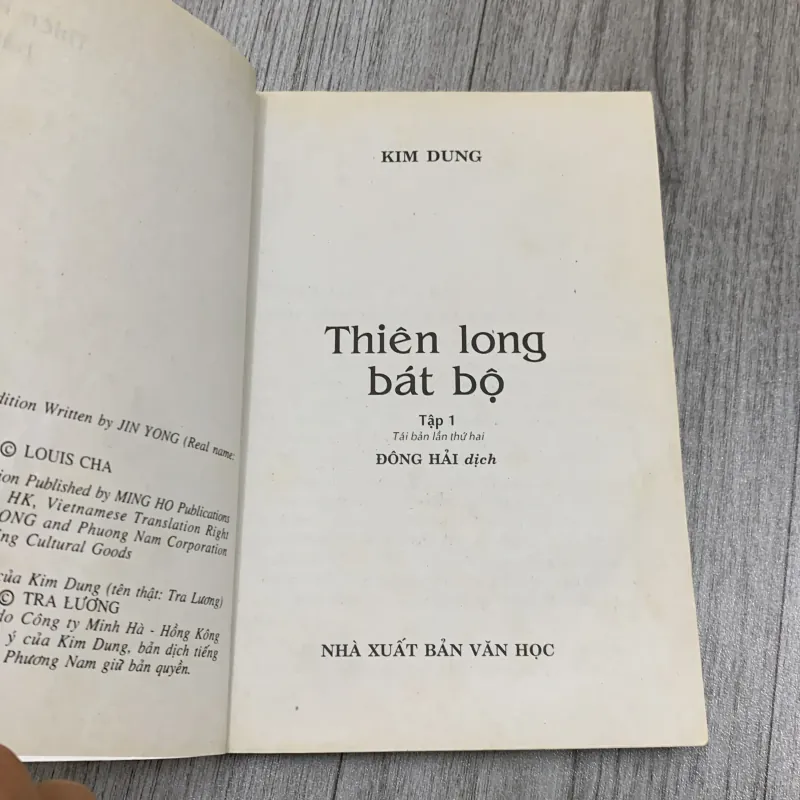 dition Written by JIN YONG (Real name:
© LOUIS CHA
ion Published by MING HO Publications
HK, Vietnamese Translation Right
ONG and Phuong Nam Corporation
ing Cultural Goods
của Kim Dung (tên thật: Tra Lương)
© TRA LƯƠNG
do Công ty Minh Hà - Hồng Kông
ý của Kim Dung, bản dịch tiếng
Phương Nam giữ bản quyền.
KIM DUNG
Thiên long
bát bộ
Tập 1
Tái bản lần thứ hai
ĐÔNG HẢI dịch
NHÀ XUẤT BẢN VĂN HỌC